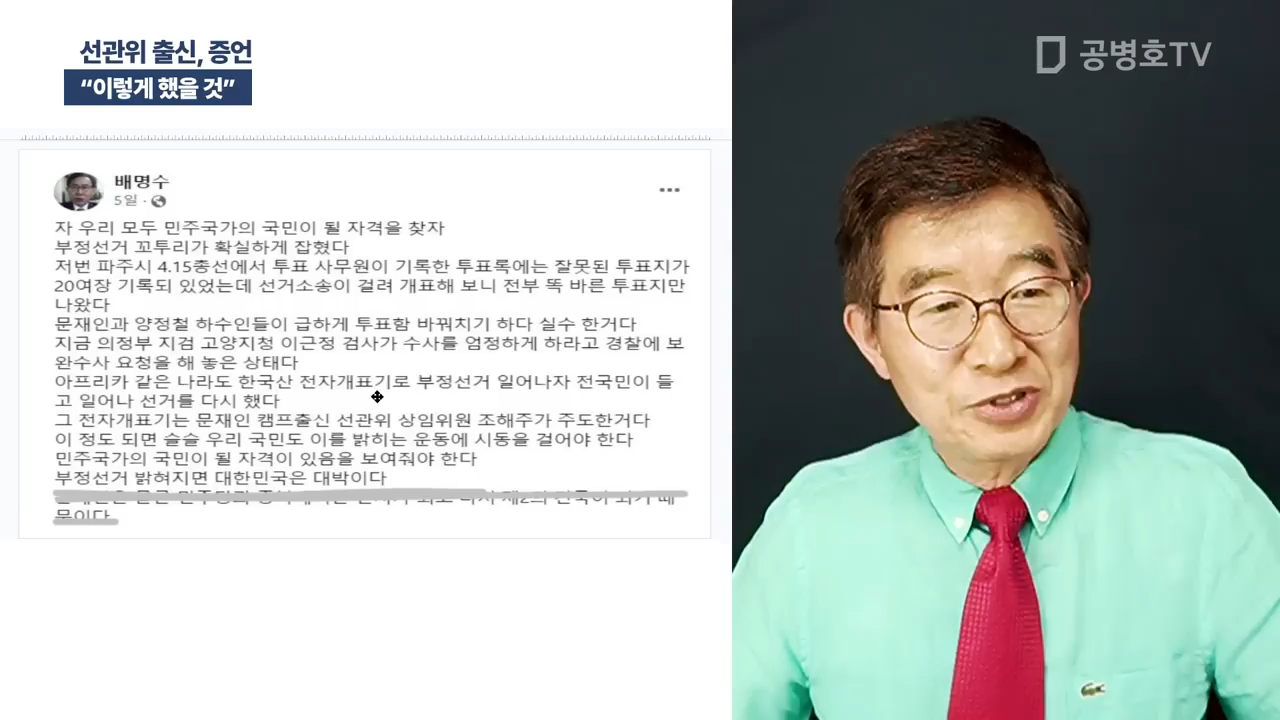 선관위 출신, 증언
“이렇게 했을 것”
공병호TV
배명수
5일 ·
자 우리 모두 민주국가의 국민이 될 자격을 찾자
부정선거 꼬투리가 확실하게 잡혔다
저번 파주시 4.15총선에서 투표 사무원이 기록한 투표록에는 잘못된 투표지가
20여장 기록되 있었는데 선거소송이 걸려 개표해 보니 전부 똑 바른 투표지만
나왔다
문재인과 양정철 하수인들이 급하게 투표함 바꿔치기 하다 실수 한거다
지금 의정부 지검 고양지청 이근정 검사가 수사를 엄정하게 하라고 경찰에 보
완수사 요청을 해 놓은 상태다
아프리카 같은 나라도 한국산 전자개표기로 부정선거 일어나자 전국민이 들
고 일어나 선거를 다시 했다
그 전자개표기는 문재인 캠프출신 선관위 상임위원 조해주가 주도한거다
이 정도 되면 슬슬 우리 국민도 이를 밝히는 운동에 시동을 걸어야 한다
민주국가의 국민이 될 자격이 있음을 보여줘야 한다
부정선거 밝혀지면 대한민국은 대박이다
문이다